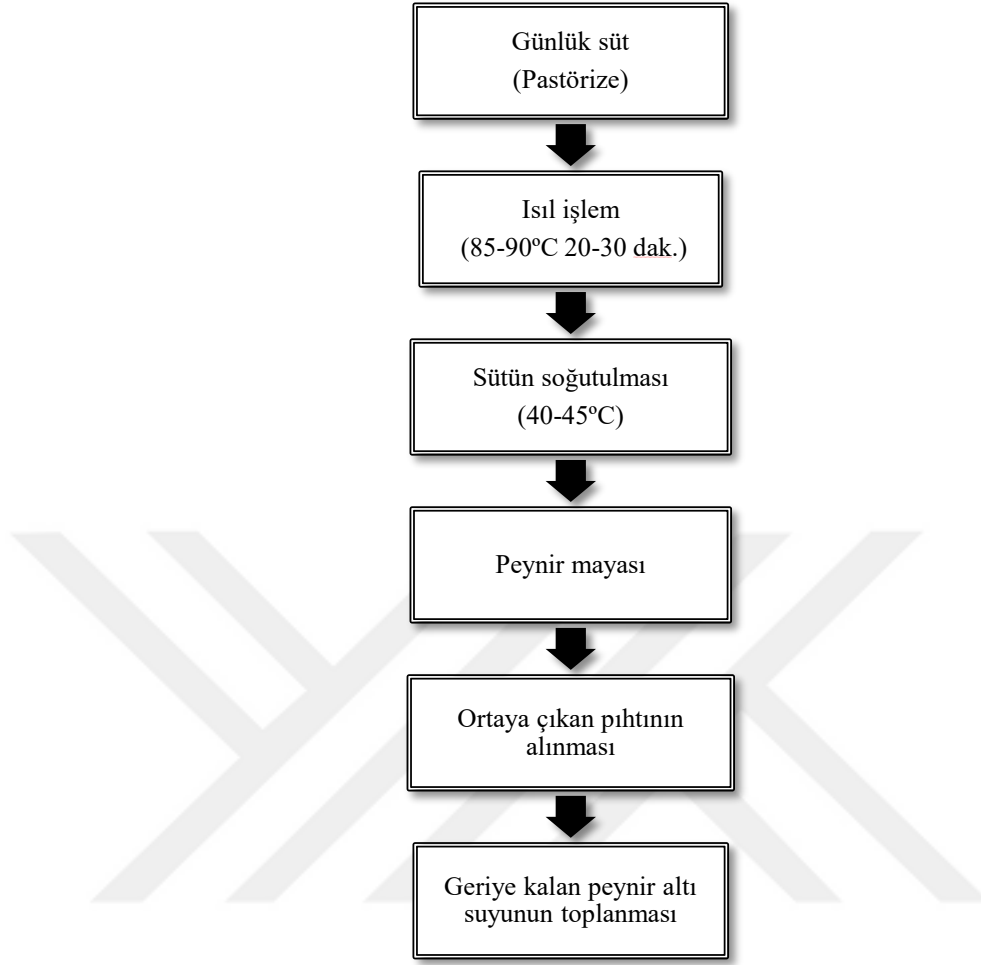 Günlük süt
(Pastörize)
Isıl işlem
(85-90ºC 20-30 dak.)
Sütün soğutulması
(40-45ºC)
Peynir mayası
Ortaya çıkan pıhtının
alınması
Geriye kalan peynir altı
suyunun toplanması